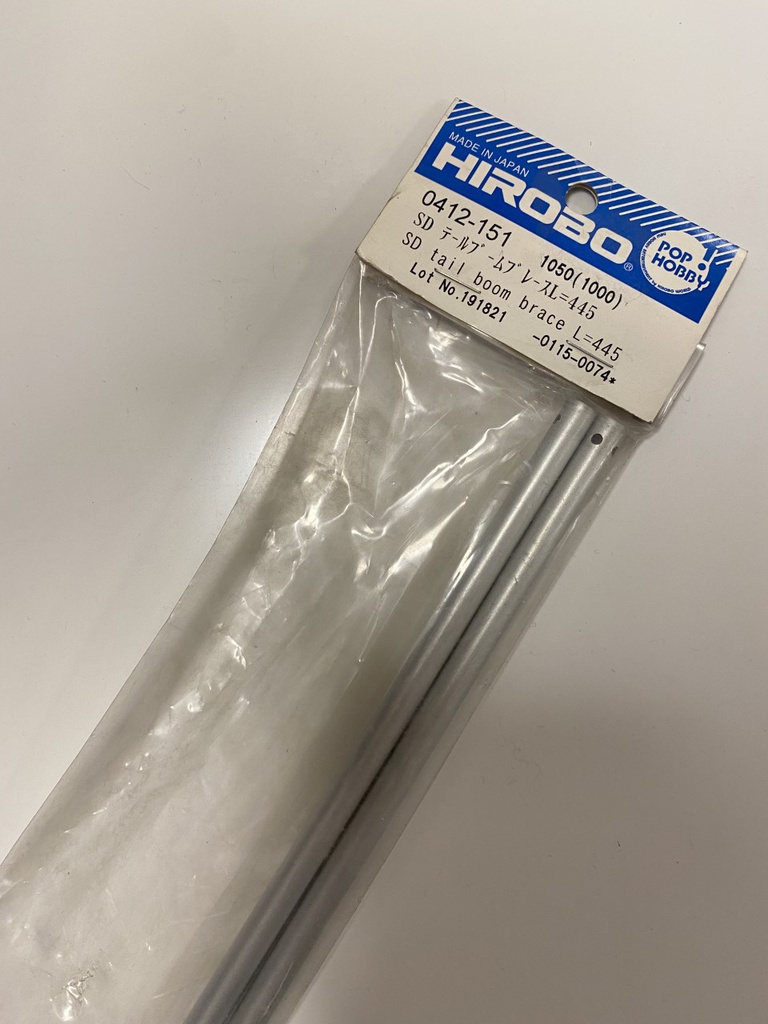 MADE IN JAPAN
HIROBO®
POP!
HOBBY
0412-151 1050(1000)
SD テールブームブレースL=445
SD tail boom brace L=445
Lot No.191821 -0115-0074*